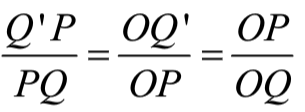 Q'P/PQ = OQ'/OP = OP/OQ